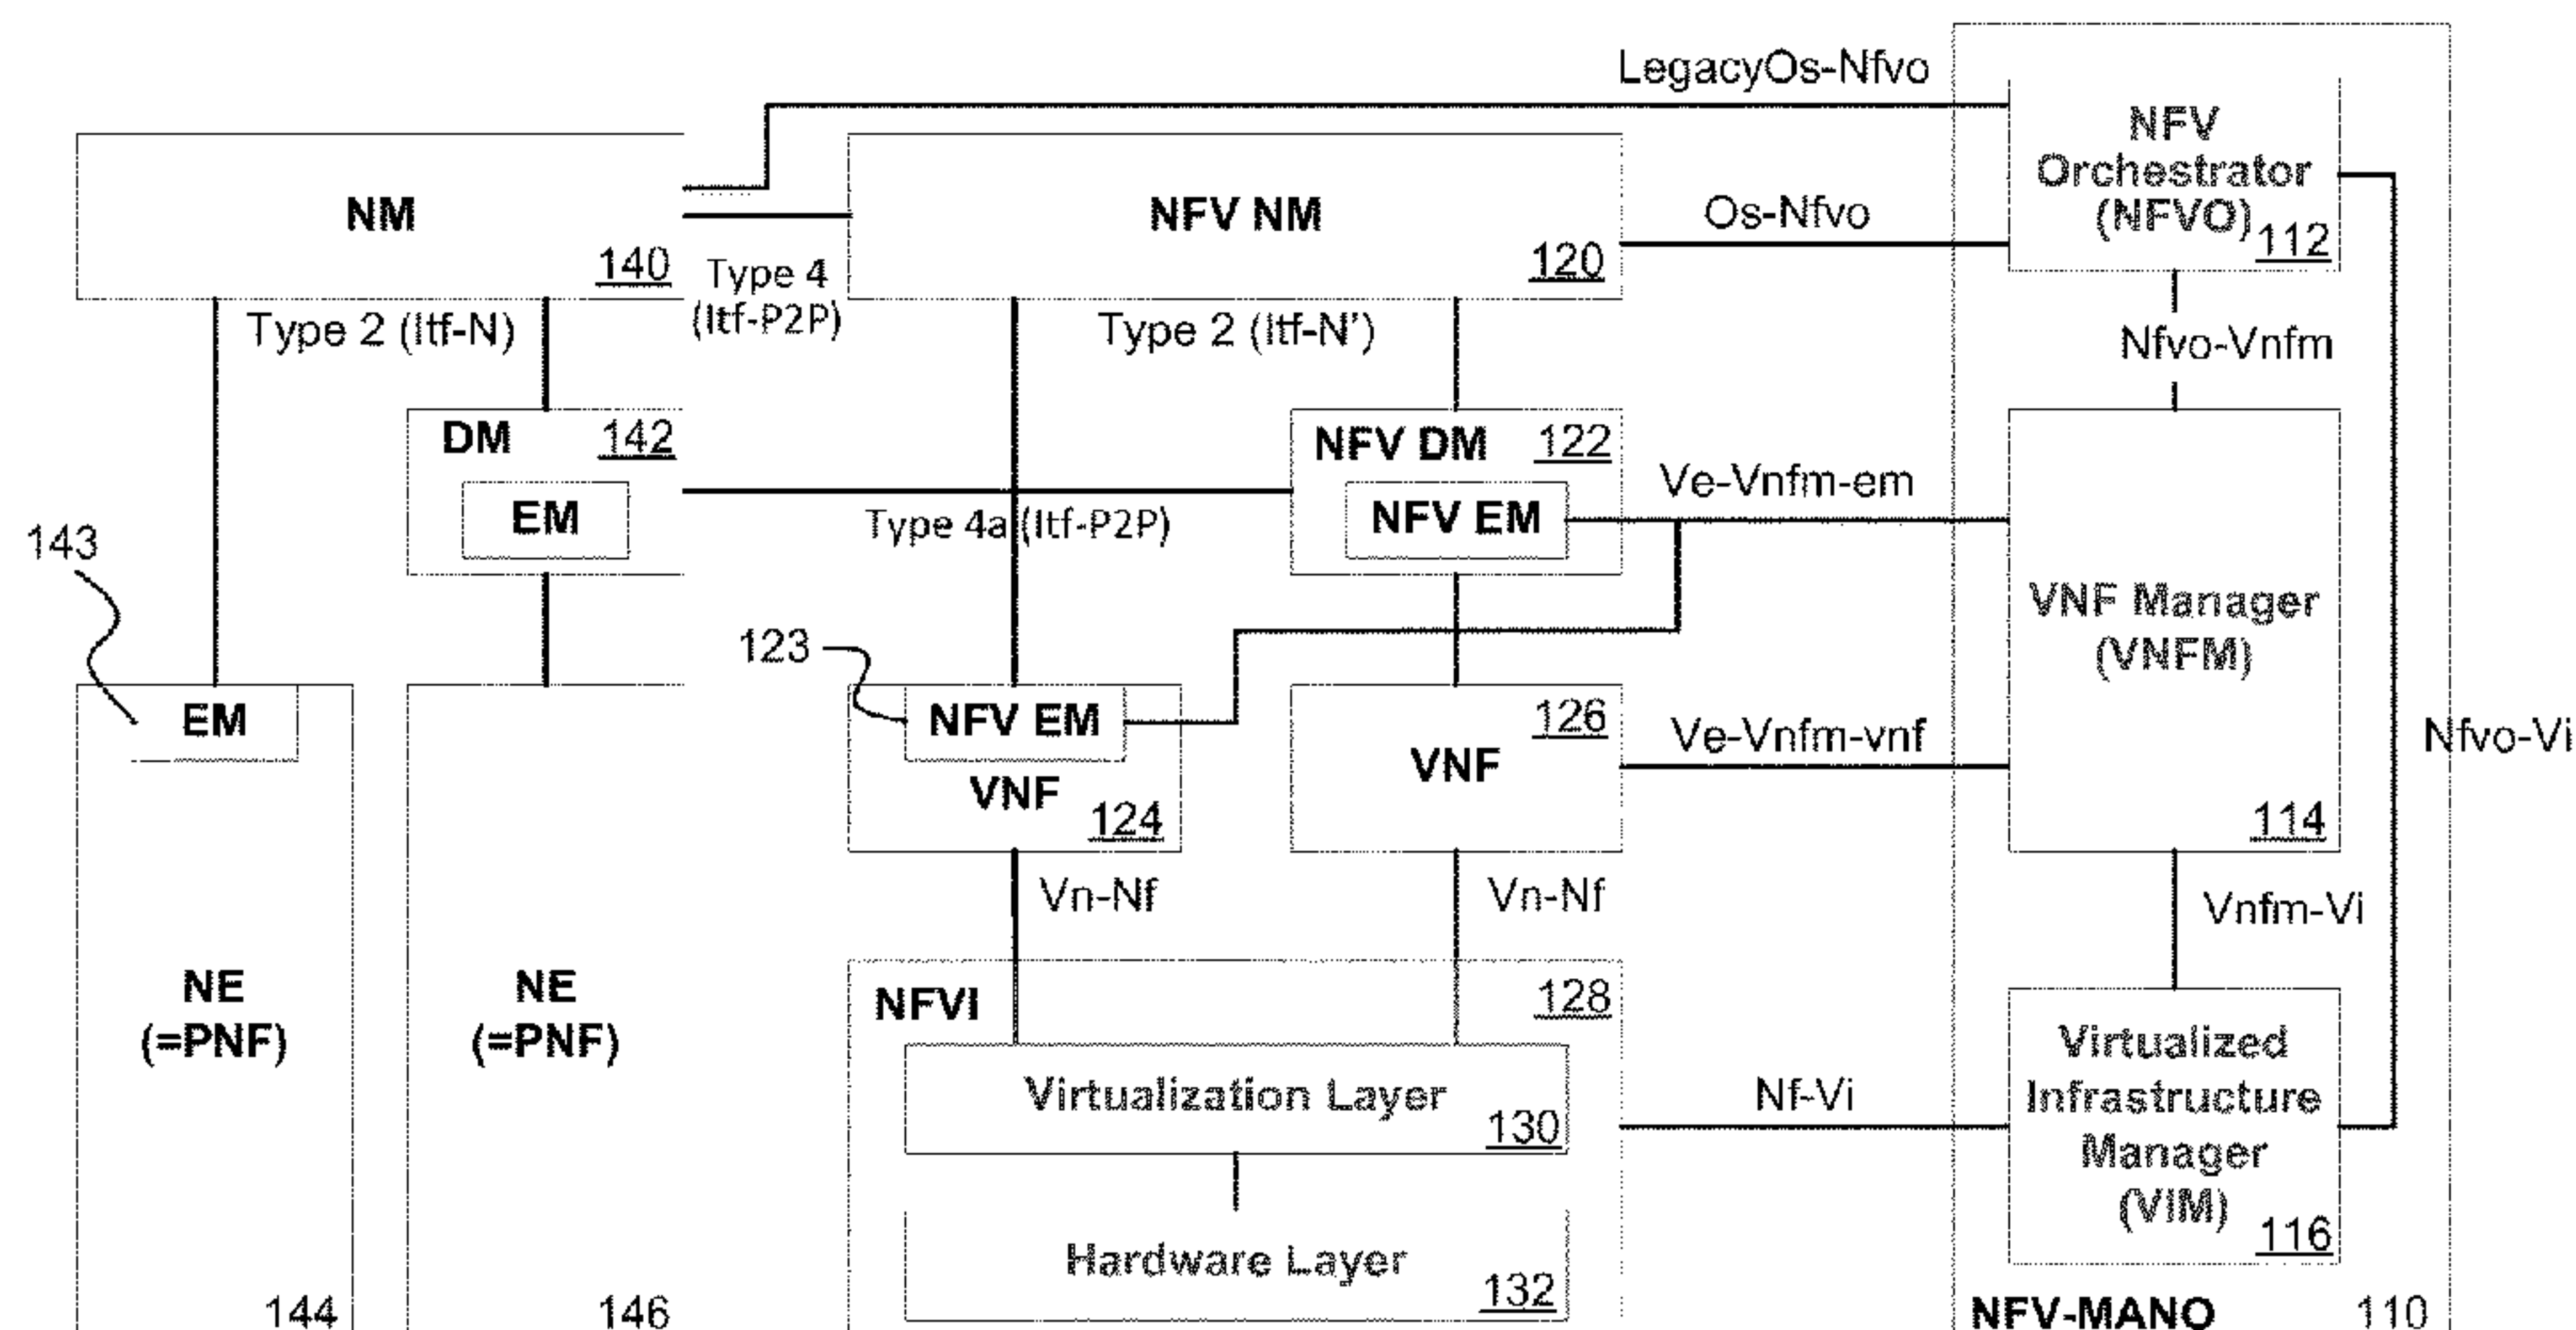 LegacyOs-Nfvo
NFV
Orchestrator
(NFVO)
112
NM
140
NFV NM
120
Os-Nfvo
Type 4
(Itf-P2P)
Type 2 (Itf-N)
Type 2 (Itf-N’)
Nfvo-Vnfm
DM
142
EM
NFV DM
122
NFV EM
Ve-Vnfm-em
Type 4a (Itf-P2P)
143
123
VNF Manager
(VNFM)
114
EM
NFV EM
VNF
124
126
VNF
Ve-Vnfm-vnf
Nfvo-Vi
Vn-Nf
Vn-Nf
Vnfm-Vi
NE
(=PNF)
144
NE
(=PNF)
146
NFVI
128
Virtualization Layer
130
Nf-Vi
Virtualized
Infrastructure
Manager
(VIM)
116
Hardware Layer
132
NFV-MANO
110